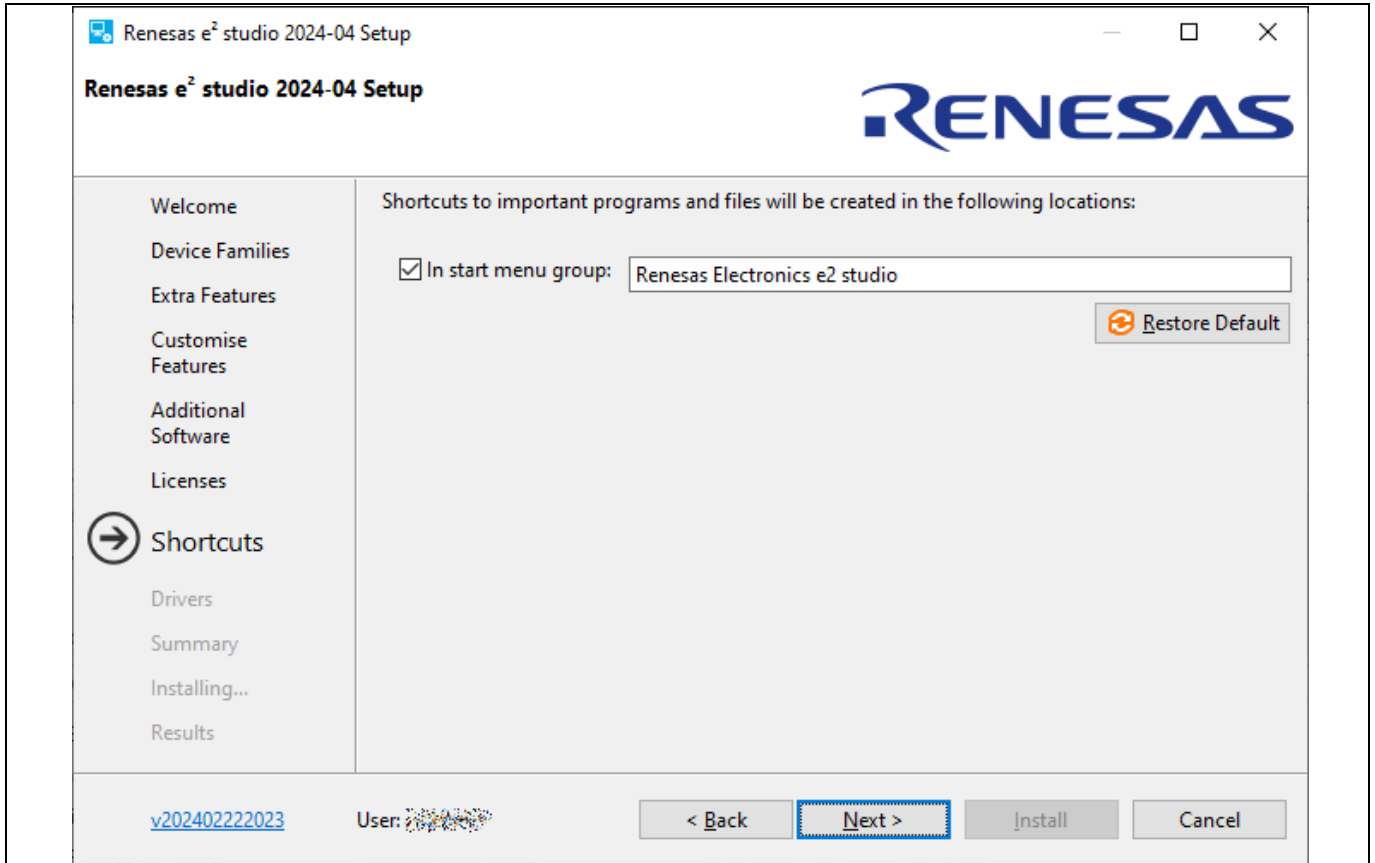 Renesas e² studio 2024-04 Setup
Renesas e² studio 2024-04 Setup
RENESAS
Welcome
Device Families
Extra Features
Customise
Features
Additional
Software
Licenses
Shortcuts
Drivers
Summary
Installing...
Results
Shortcuts to important programs and files will be created in the following locations:
In start menu group: Renesas Electronics e2 studio
Restore Default
v202402222023 User: < Back Next > Install Cancel